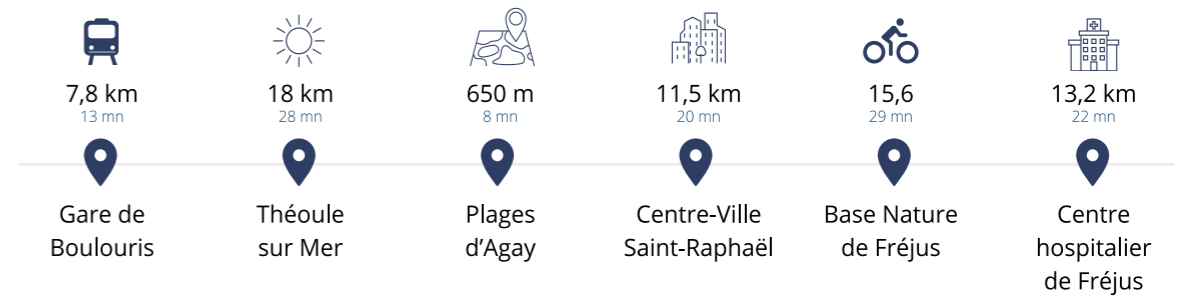 7,8 km
13 mn
Gare de
Boulouris
18 km
28 mn
Théoule
sur Mer
650 m
8 mn
Plages
d’Agay
11,5 km
20 mn
Centre-Ville
Saint-Raphaël
15,6
29 mn
Base Nature
de Fréjus
13,2 km
22 mn
Centre
hospitalier
de Fréjus